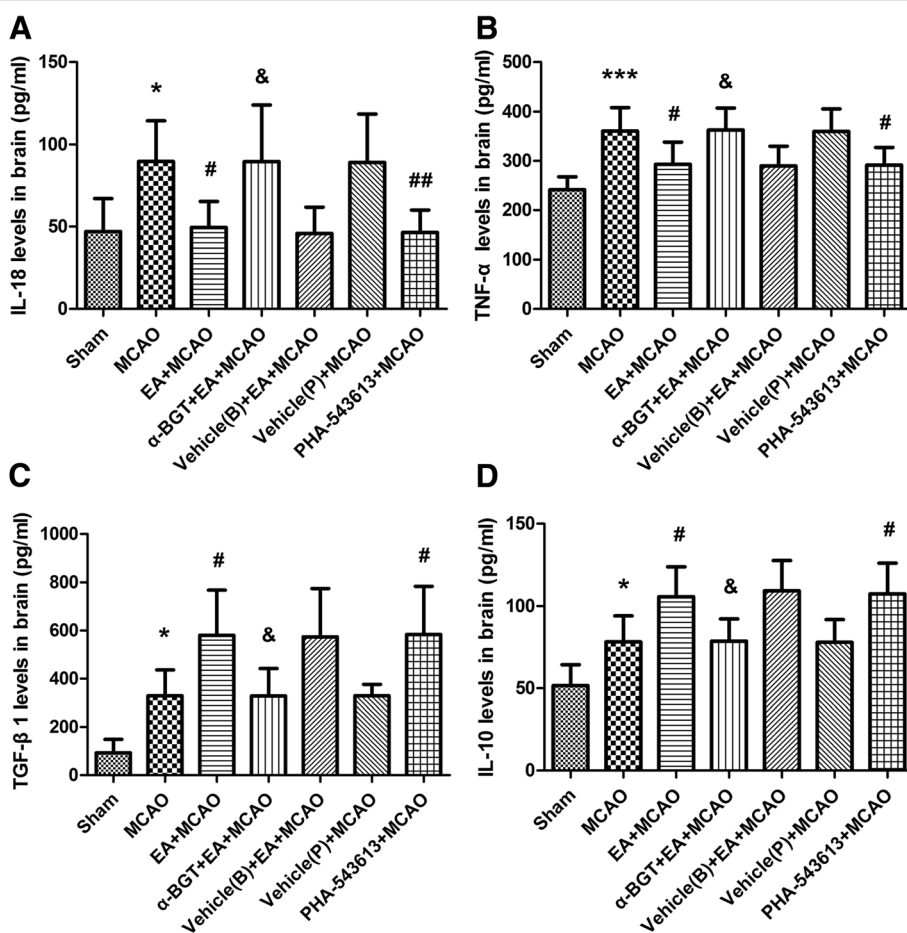 A
IL-18 levels in brain (pg/ml)
150
100
50
0
*
#
&
##
Sham
MCAO
EA+MCAO
α-BGT+EA+MCAO
Vehicle(B)+EA+MCAO
Vehicle(P)+MCAO
PHA-543613+MCAO
B
TNF-α levels in brain (pg/ml)
500
400
300
200
100
0
***
#
&
#
Sham
MCAO
EA+MCAO
α-BGT+EA+MCAO
Vehicle(B)+EA+MCAO
Vehicle(P)+MCAO
PHA-543613+MCAO
C
TGF-β 1 levels in brain (pg/ml)
1000
800
600
400
200
0
*
#
&
#
Sham
MCAO
EA+MCAO
α-BGT+EA+MCAO
Vehicle(B)+EA+MCAO
Vehicle(P)+MCAO
PHA-543613+MCAO
D
IL-10 levels in brain (pg/ml)
150
100
50
0
*
#
&
#
Sham
MCAO
EA+MCAO
α-BGT+EA+MCAO
Vehicle(B)+EA+MCAO
Vehicle(P)+MCAO
PHA-543613+MCAO